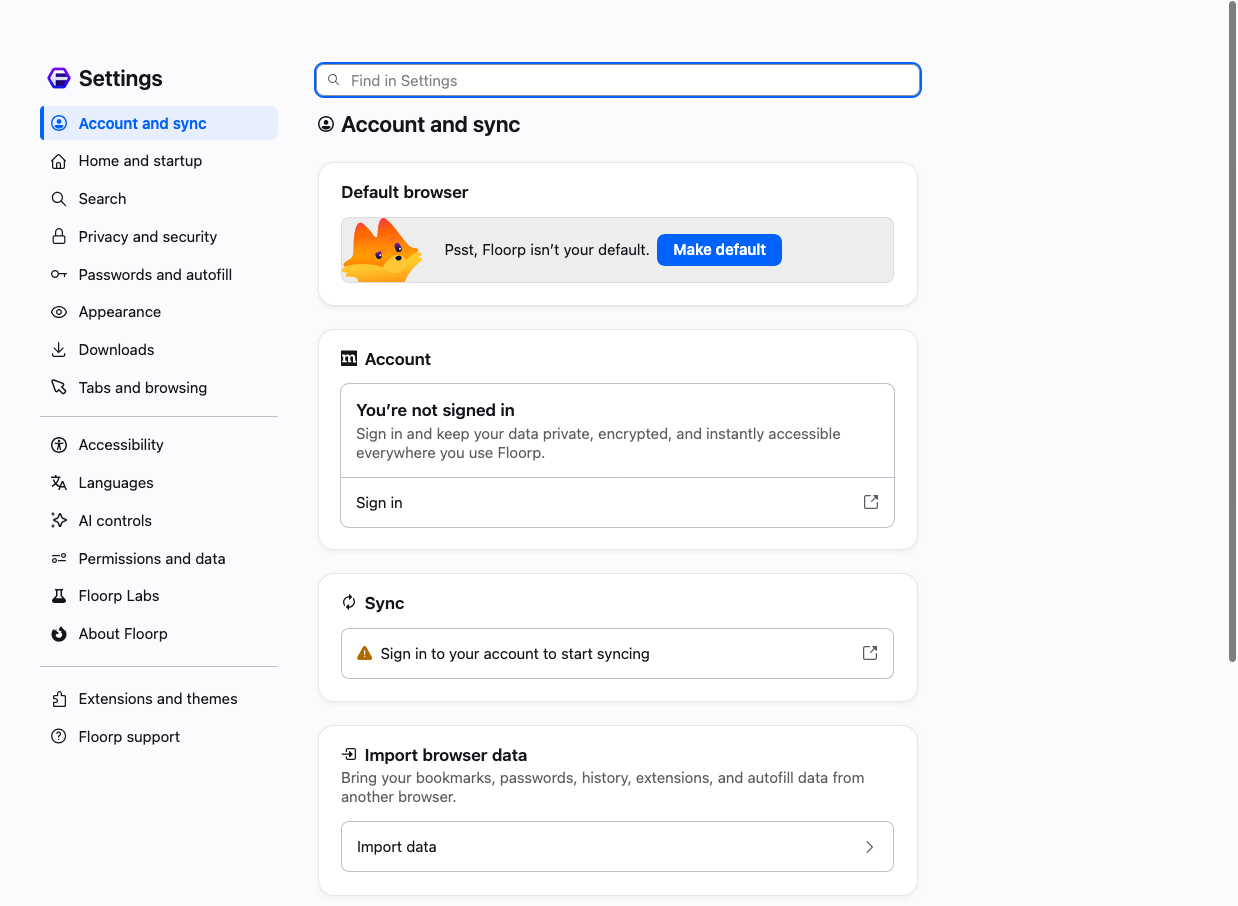 Settings
Account and sync
Home and startup
Search
Privacy and security
Passwords and autofill
Appearance
Downloads
Tabs and browsing
Accessibility
Languages
AI controls
Permissions and data
Floorp Labs
About Floorp
Extensions and themes
Floorp support
Find in Settings
Account and sync
Default browser
Psst, Floorp isn’t your default.
Make default
Account
You’re not signed in
Sign in and keep your data private, encrypted, and instantly accessible
everywhere you use Floorp.
Sign in
Sync
Sign in to your account to start syncing
Import browser data
Bring your bookmarks, passwords, history, extensions, and autofill data from
another browser.
Import data